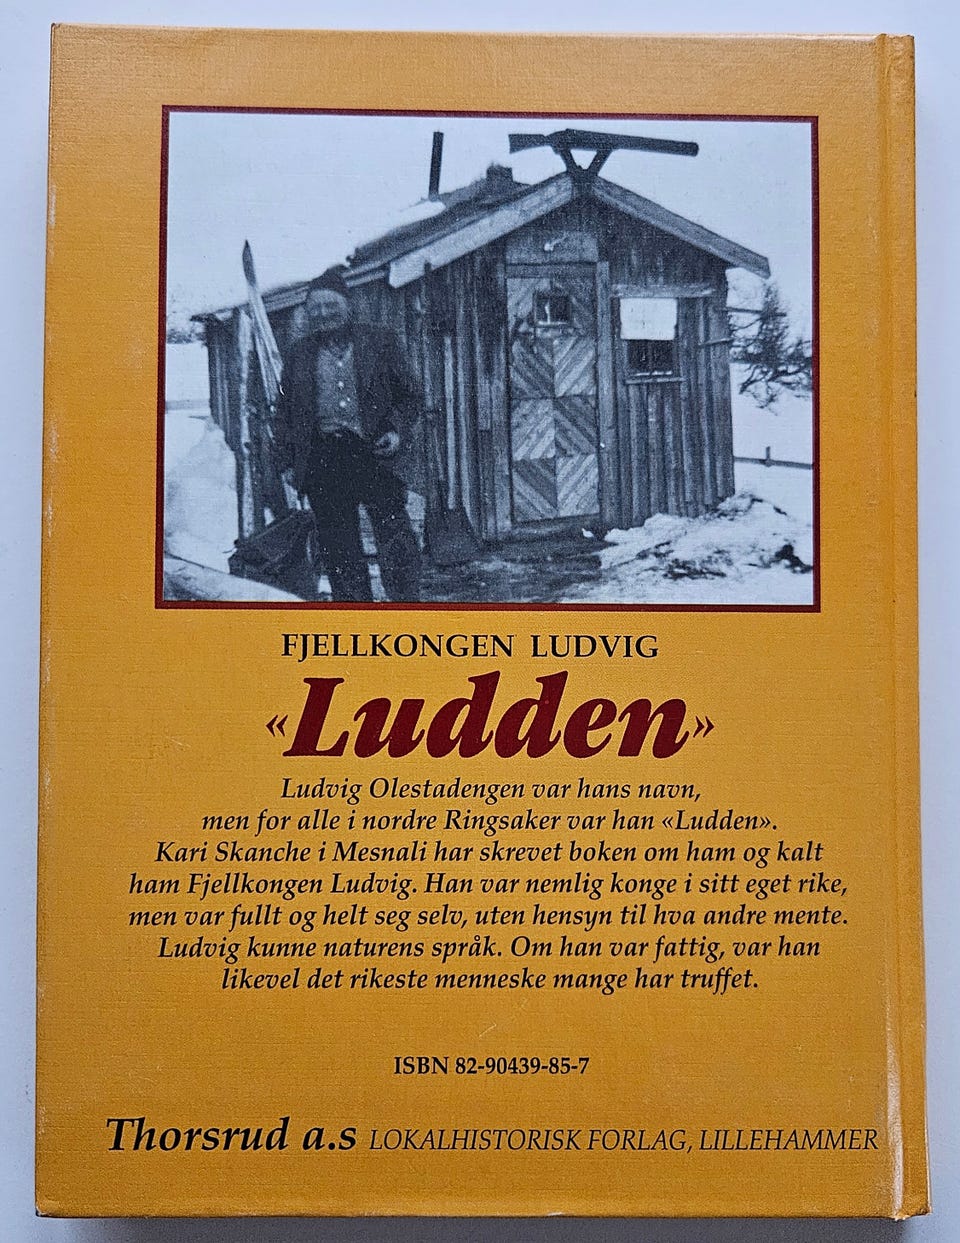 FJELLKONGEN LUDVIG
«Ludden»
Ludvig Olestadengen var hans navn,
men for alle i nordre Ringsaker var han «Ludden».
Kari Skanche i Mesnali har skrevet boken om ham og kalt
ham Fjellkongen Ludvig. Han var nemlig konge i sitt eget rike,
men var fullt og helt seg selv, uten hensyn til hva andre mente.
Ludvig kunne naturens språk. Om han var fattig, var han
likevel det rikeste menneske mange har truffet.
ISBN 82-90439-85-7
Thorsrud a.s LOKALHISTORISK FORLAG, LILLEHAMMER